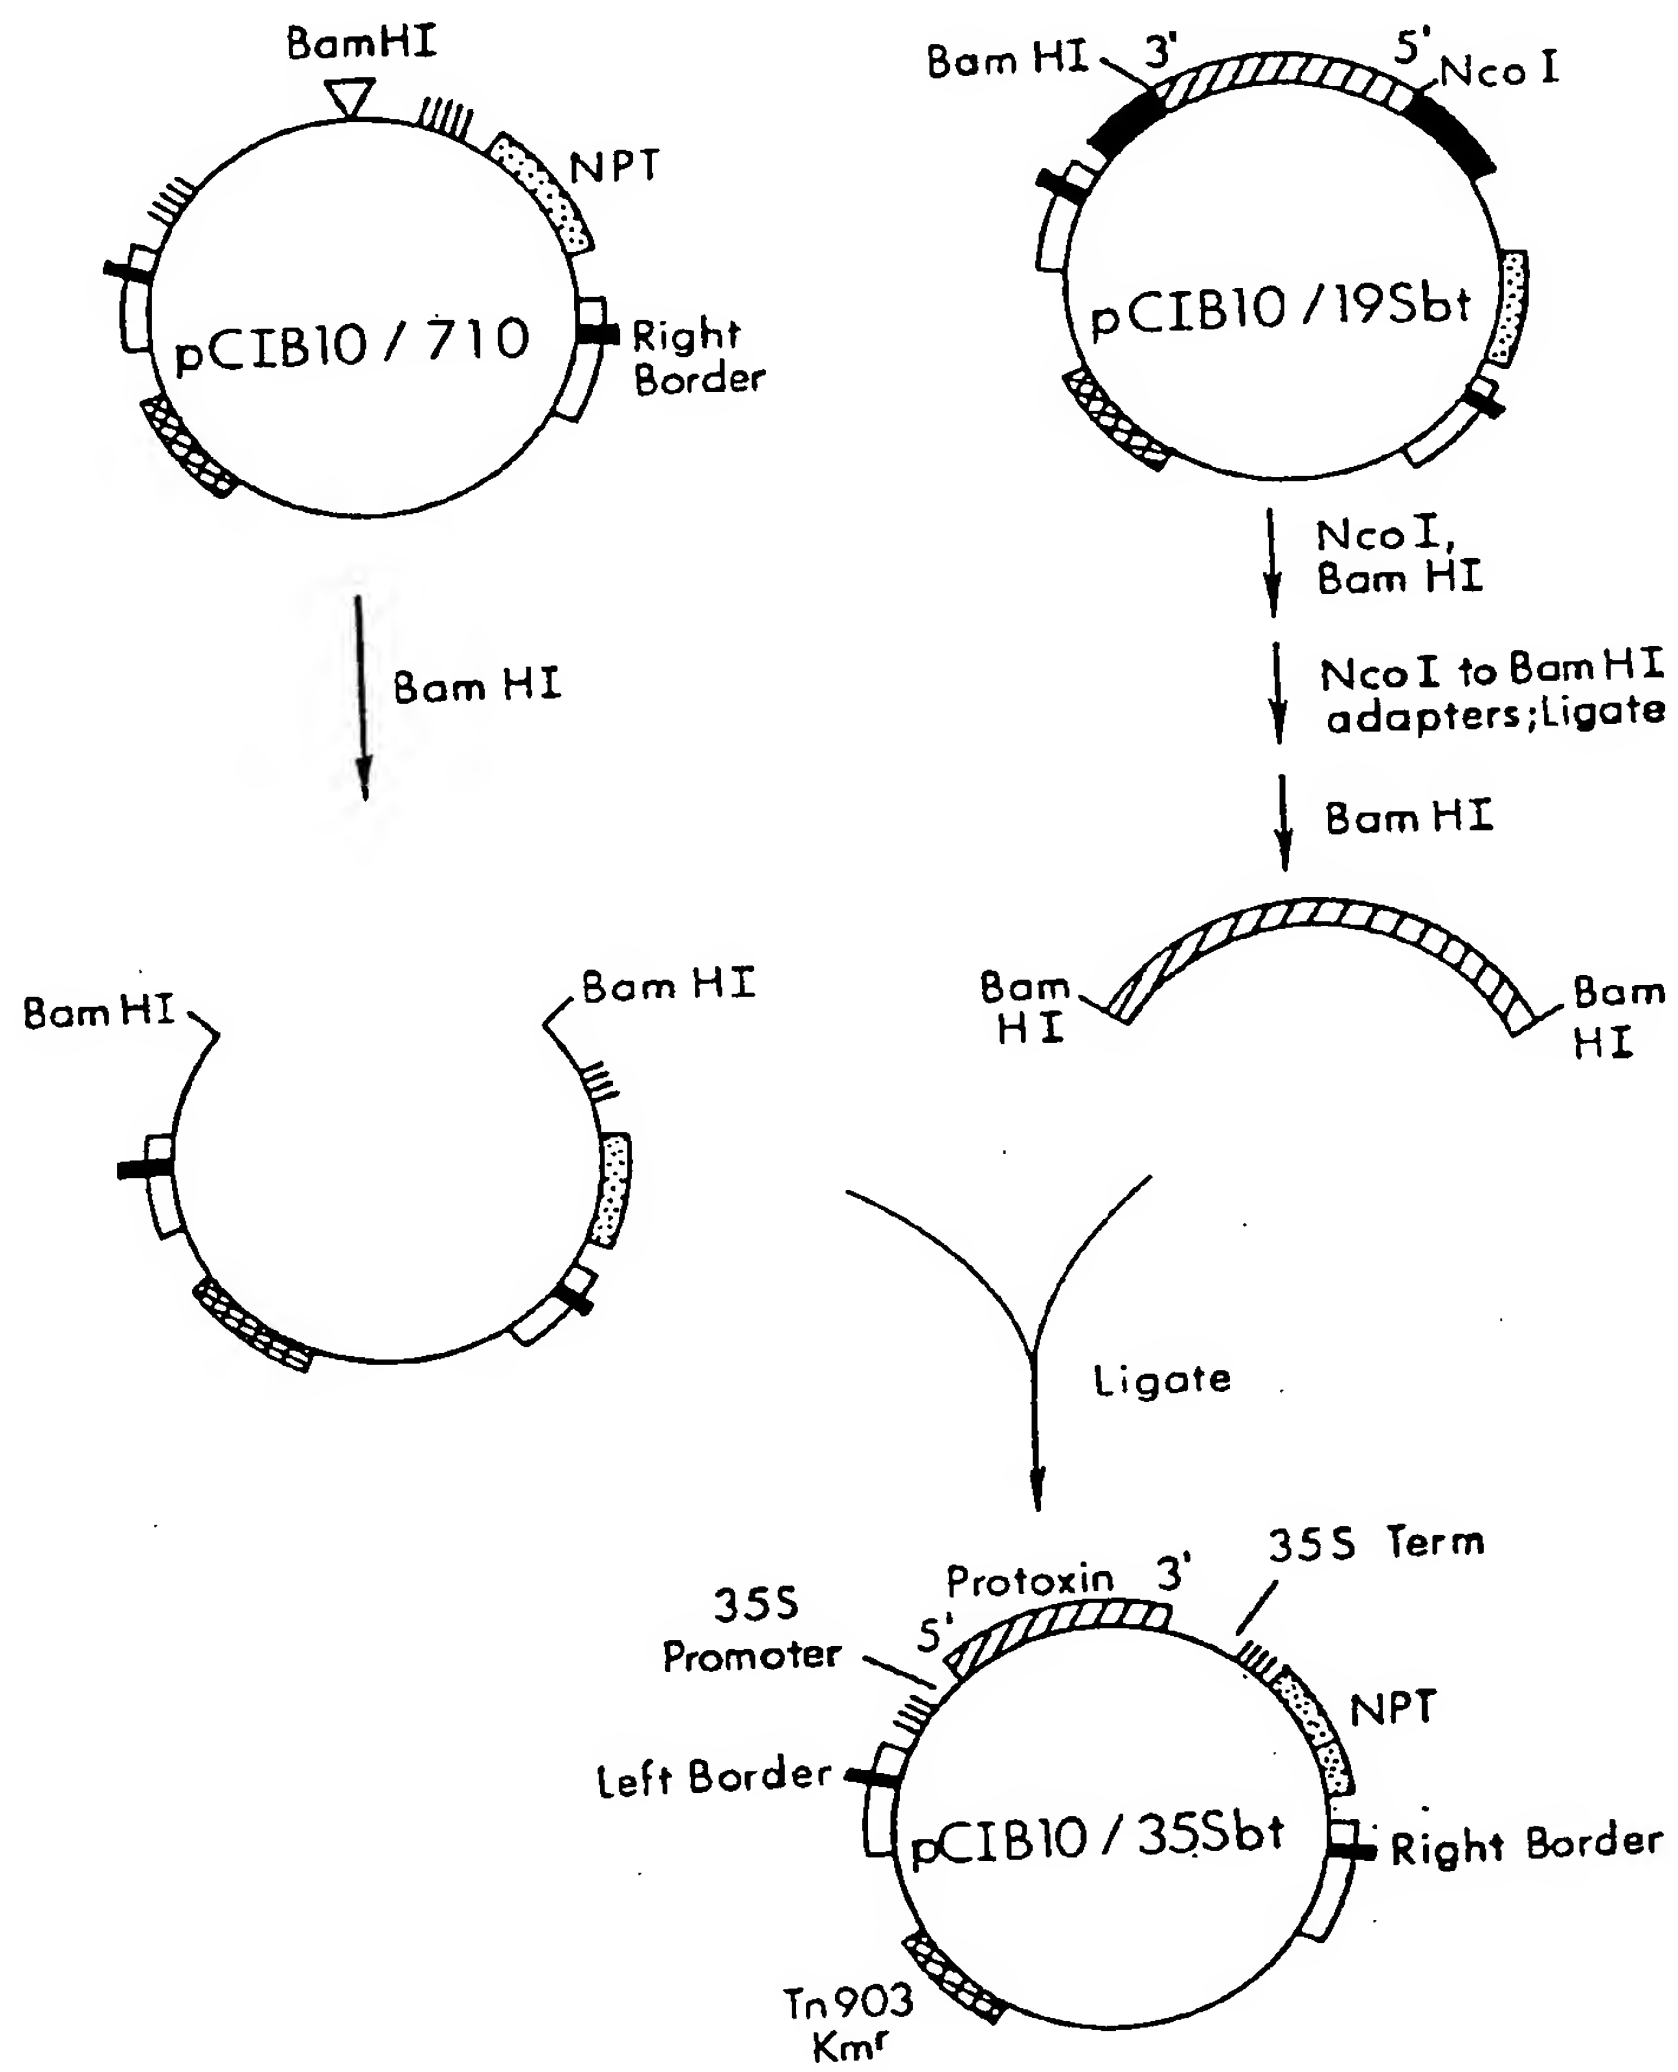 BamHI
NPT
pCIB10 / 710
Right
Border
Bam HI
3'
5'
Nco I
pCIB10 /19Sbt
Bam HI
Nco I,
Bam HI
Nco I to Bam HI
adapters;Ligate
Bam HI
Bam HI
Bam HI
Bam
HI
Bam
HI
Ligate
35S
Promoter
5'
Protoxin
3'
35S Term
NPT
Left Border
pCIB10 / 35Sbt
Right Border
Tn903
Kmr